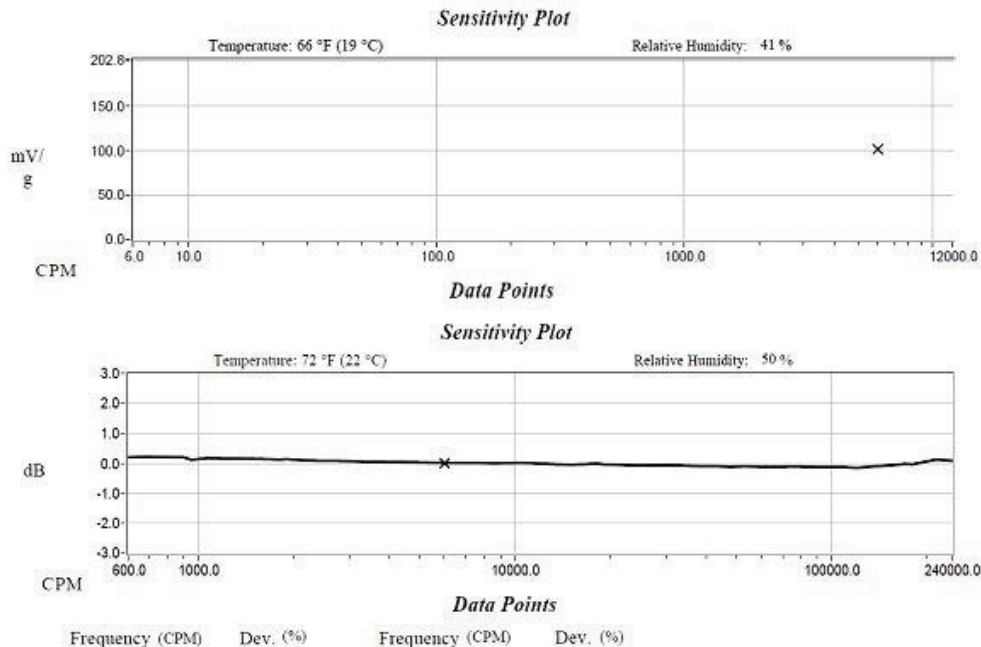 Sensitivity Plot
Temperature: 66 °F (19 °C) Relative Humidity: 41 %
202.8
150.0
mV/
g
100.0
50.0
0.0
6.0 10.0 100.0 1000.0 12000.0
CPM
Data Points
Sensitivity Plot
Temperature: 72 °F (22 °C) Relative Humidity: 50 %
3.0
2.0
1.0
dB
0.0
-1.0
-2.0
-3.0
600.0 1000.0 10000.0 100000.0 240000.0
CPM
Data Points
Frequency (CPM) Dev. (%) Frequency (CPM) Dev. (%)